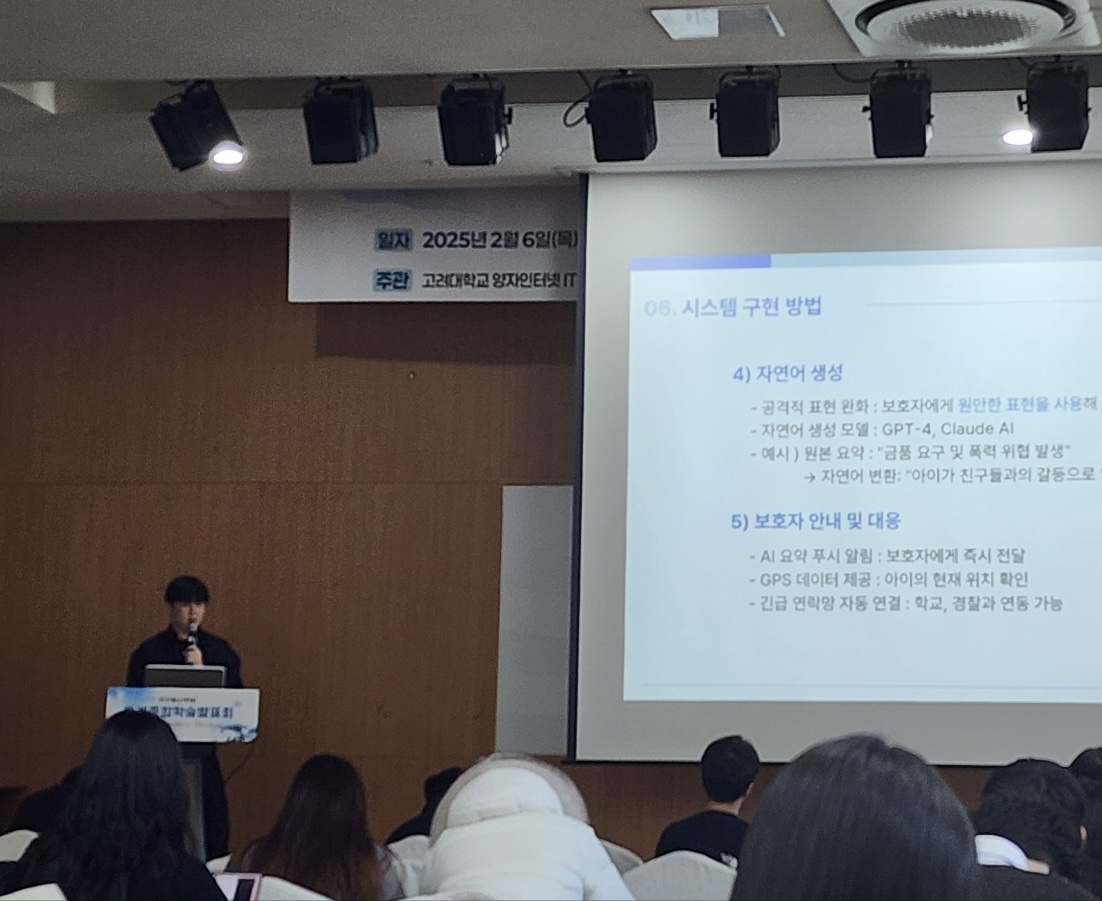 일자 2025년 2월 6일(목)
주관 고려대학교 양자인터넷 IT
06. 시스템 구현 방법
4) 자연어 생성
- 공격적 표현 완화 : 보호자에게 원만한 표현을 사용해
- 자연어 생성 모델 : GPT-4, Claude AI
- 예시 ) 원본 요약 : "금품 요구 및 폭력 위협 발생"
→ 자연어 변환: "아이가 친구들과의 갈등으로
5) 보호자 안내 및 대응
- AI 요약 푸시 알림 : 보호자에게 즉시 전달
- GPS 데이터 제공 : 아이의 현재 위치 확인
- 긴급 연락망 자동 연결 : 학교, 경찰과 연동 가능